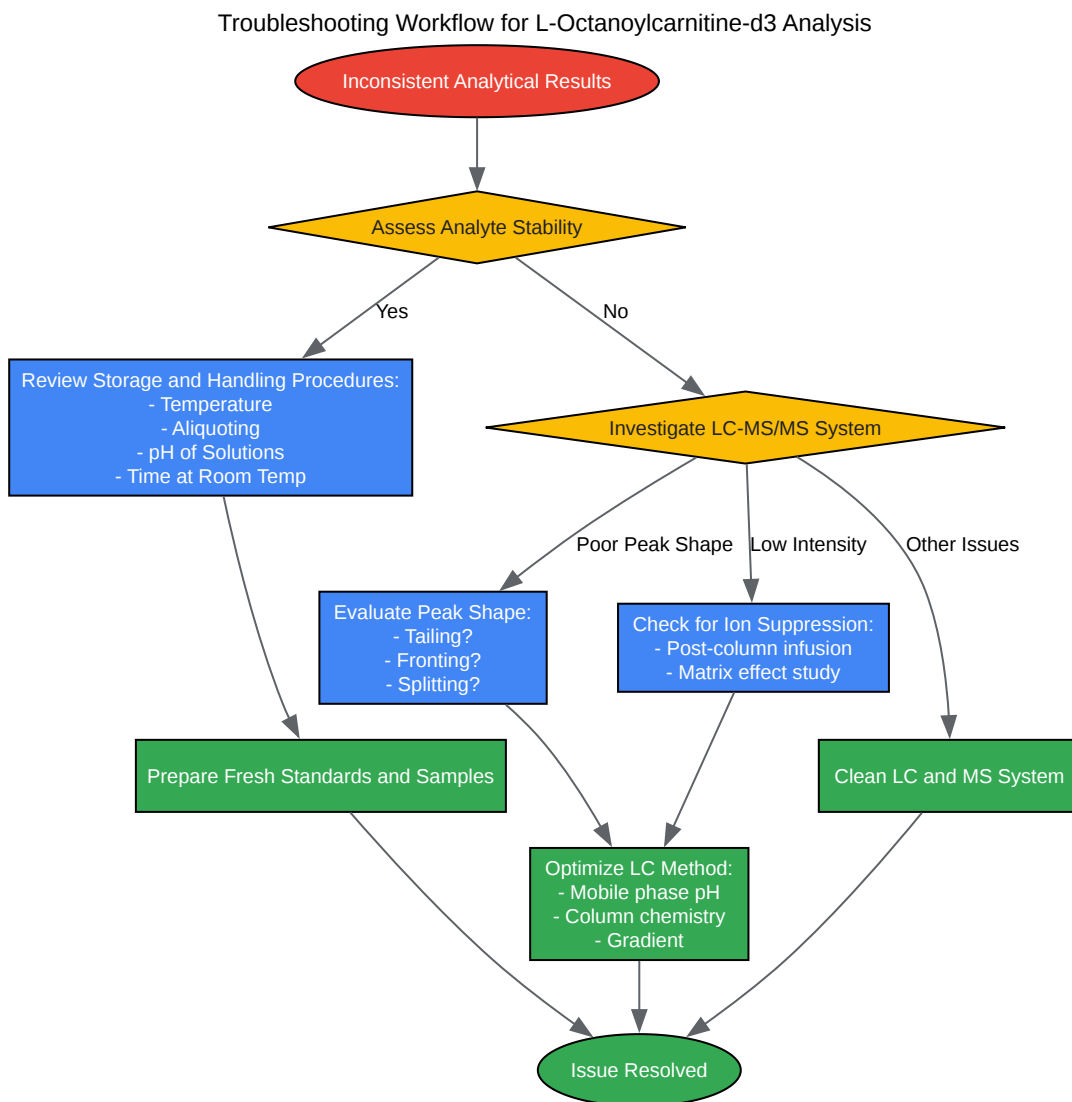 Troubleshooting Workflow for L-Octanoylcarnitine-d3 Analysis
Inconsistent Analytical Results
Assess Analyte Stability
Yes
No
Review Storage and Handling Procedures:
- Temperature
- Aliquoting
- pH of Solutions
- Time at Room Temp
Investigate LC-MS/MS System
Poor Peak Shape
Low Intensity
Other Issues
Evaluate Peak Shape:
- Tailing?
- Fronting?
- Splitting?
Check for Ion Suppression:
- Post-column infusion
- Matrix effect study
Prepare Fresh Standards and Samples
Clean LC and MS System
Optimize LC Method:
- Mobile phase pH
- Column chemistry
- Gradient
Issue Resolved